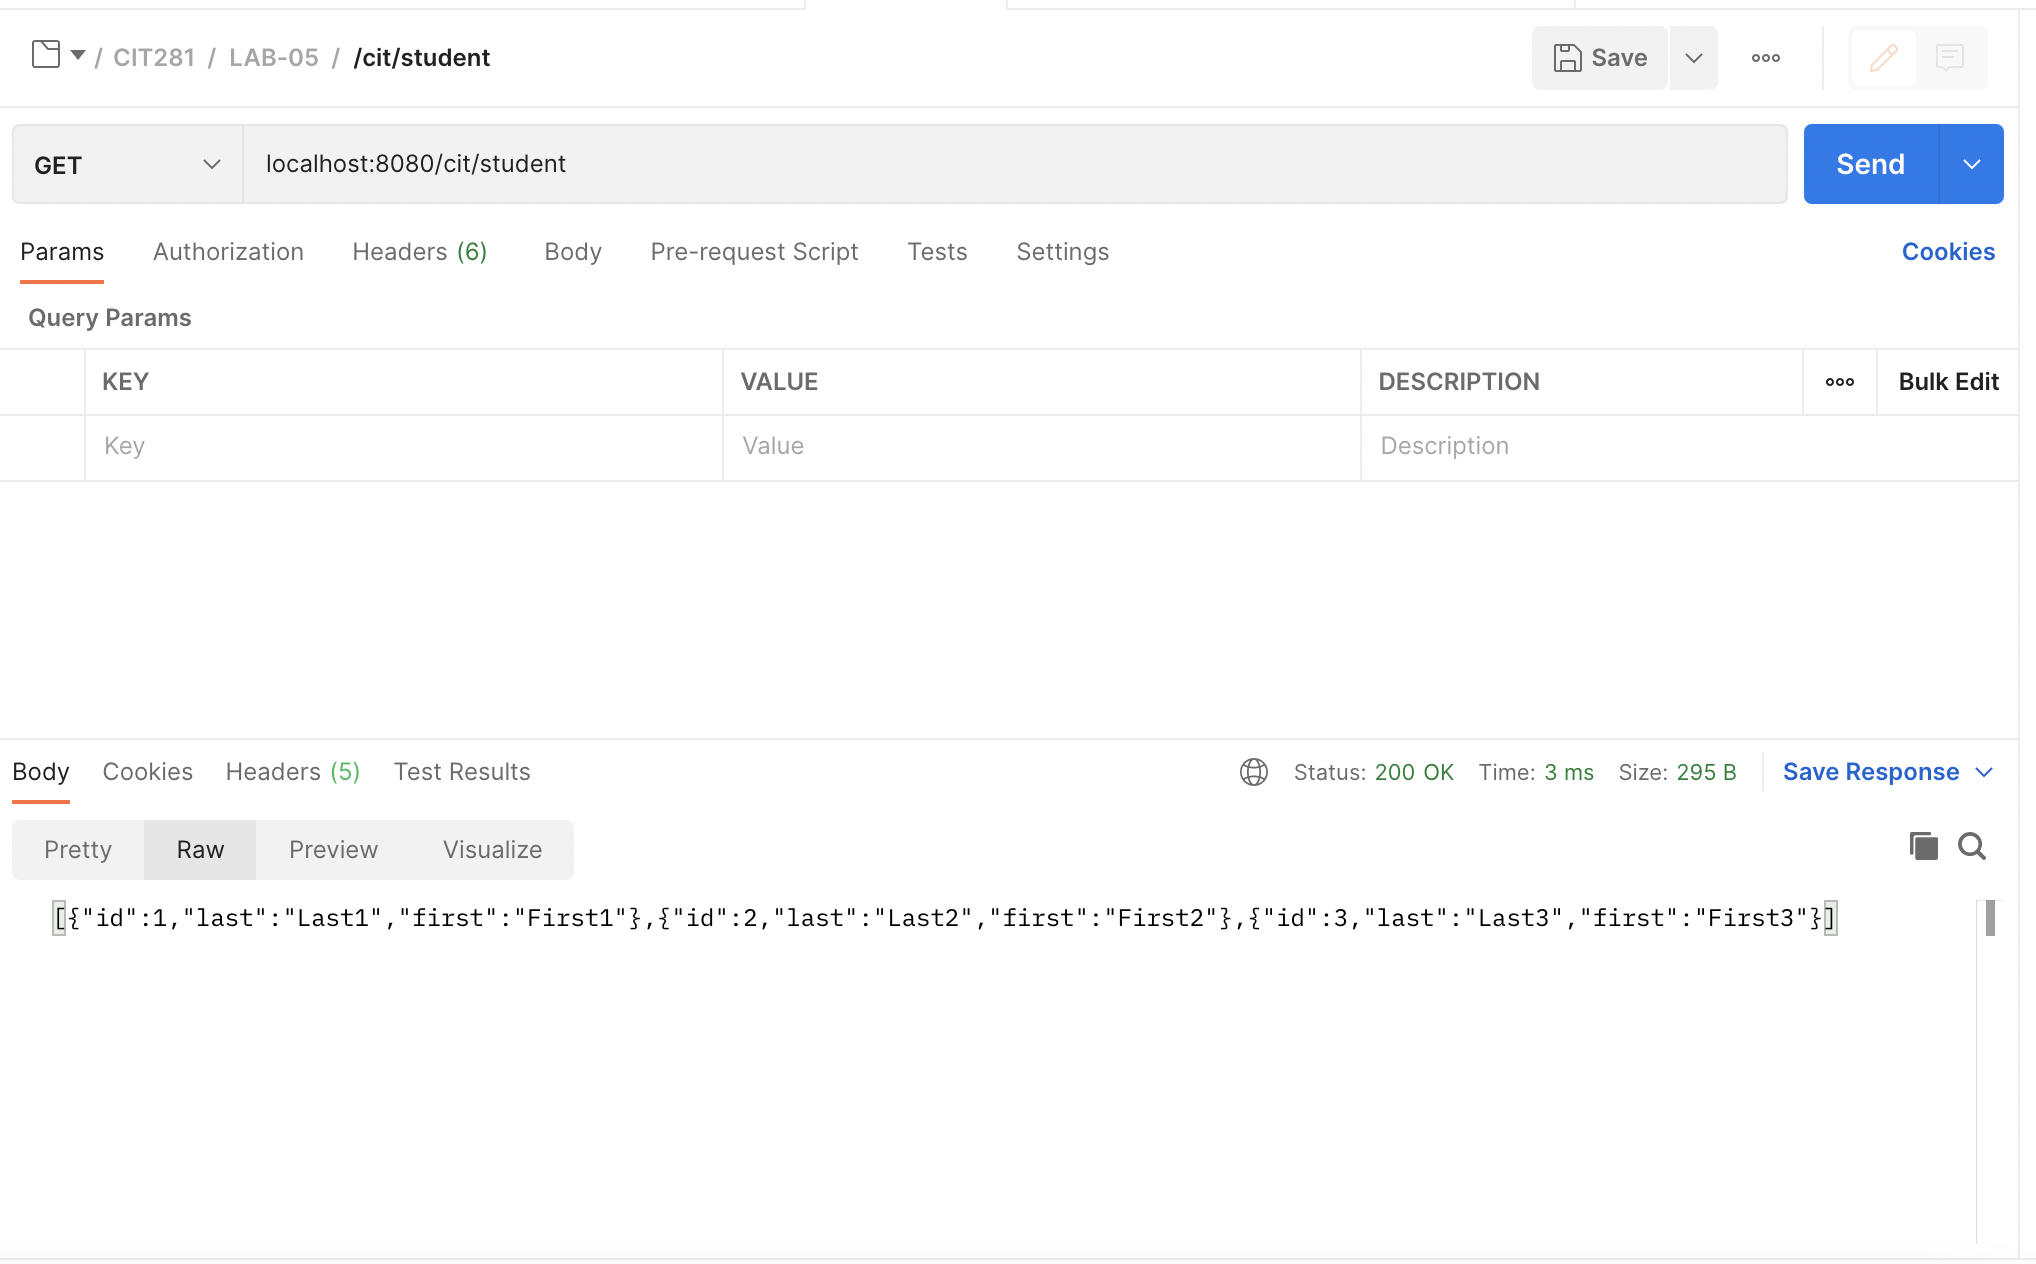 / CIT281 / LAB-05 / /cit/student
Save
GET localhost:8080/cit/student Send
Params Authorization Headers (6) Body Pre-request Script Tests Settings Cookies
Query Params
KEY VALUE DESCRIPTION Bulk Edit
Key Value Description
Body Cookies Headers (5) Test Results Status: 200 OK Time: 3 ms Size: 295 B Save Response
Pretty Raw Preview Visualize
[{"id":1,"last":"Last1","first":"First1"},{"id":2,"last":"Last2","first":"First2"},{"id":3,"last":"Last3","first":"First3"}]